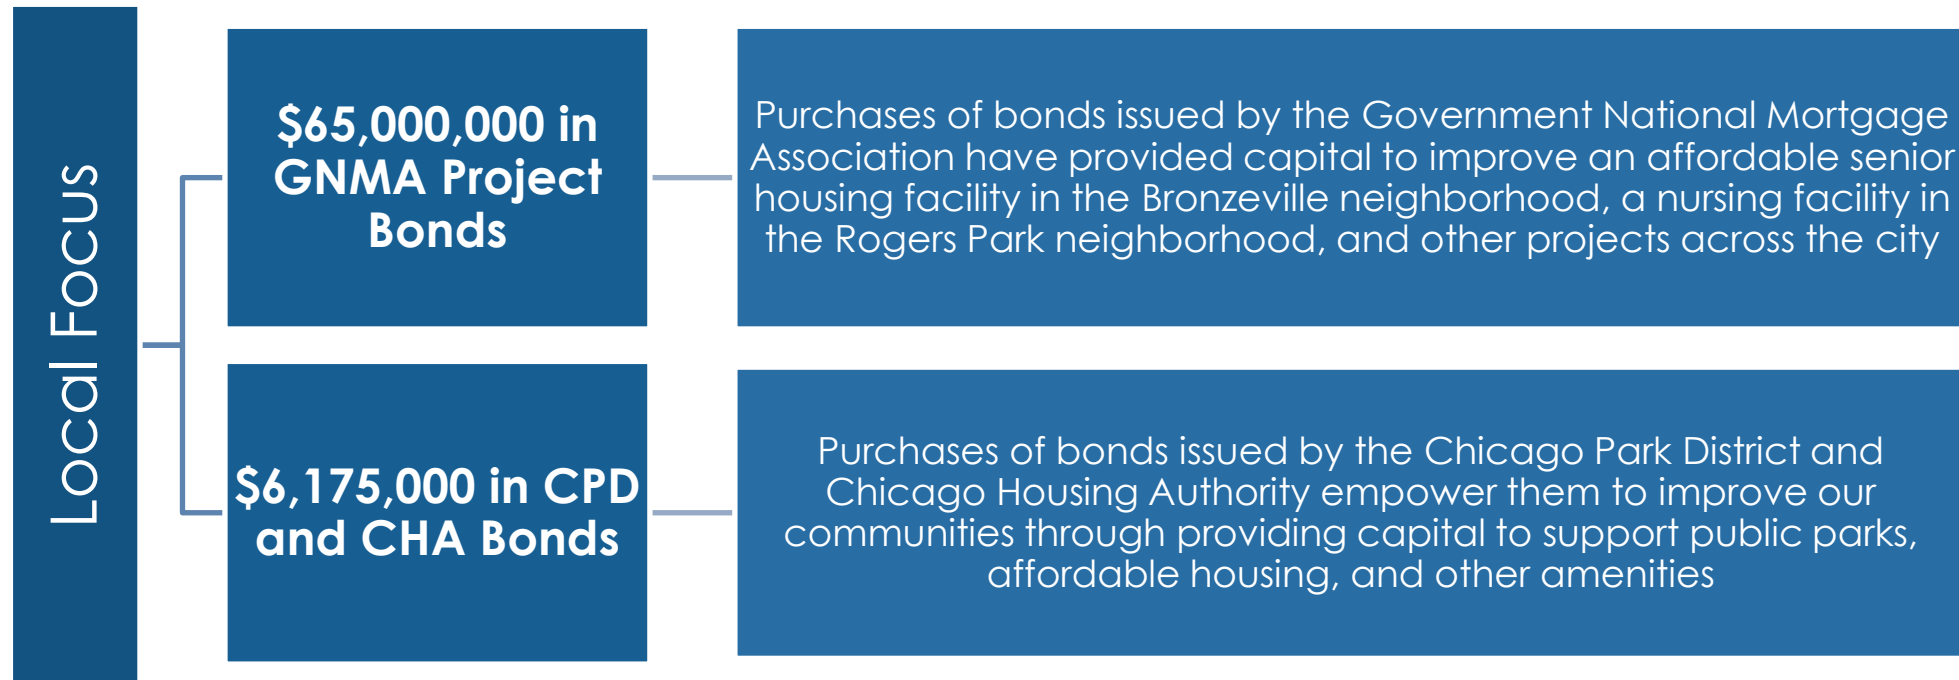 Local Focus
$65,000,000 in
GNMA Project
Bonds
Purchases of bonds issued by the Government National Mortgage
Association have provided capital to improve an affordable senior
housing facility in the Bronzeville neighborhood, a nursing facility in
the Rogers Park neighborhood, and other projects across the city
$6,175,000 in CPD
and CHA Bonds
Purchases of bonds issued by the Chicago Park District and
Chicago Housing Authority empower them to improve our
communities through providing capital to support public parks,
affordable housing, and other amenities